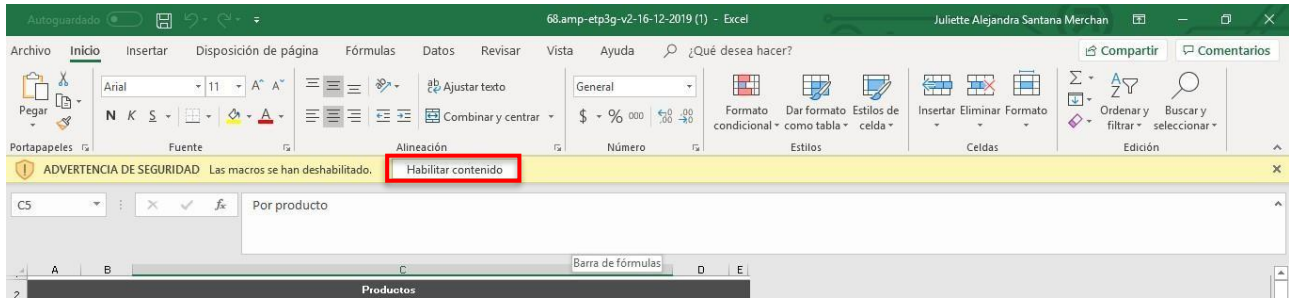 Autoguardado 68.amp-etp3g-v2-16-12-2019 (1) - Excel Juliette Alejandra Santana Merchan
Archivo Inicio Insertar Disposición de página Fórmulas Datos Revisar Vista Ayuda ¿Qué desea hacer? Compartir Comentarios
Pegar
Arial 11 A^ A˅
N K S A
ab Ajustar texto
Combinar y centrar
General
$ % 000
Formato condicional
Dar formato como tabla
Estilos de celda
Insertar Eliminar Formato
Ordenar y filtrar
Buscar y seleccionar
Portapapeles Fuente Alineación Número Estilos Celdas Edición
ADVERTENCIA DE SEGURIDAD Las macros se han deshabilitado. Habilitar contenido
C5 fx Por producto
Barra de fórmulas
A B C D E
2 Productos